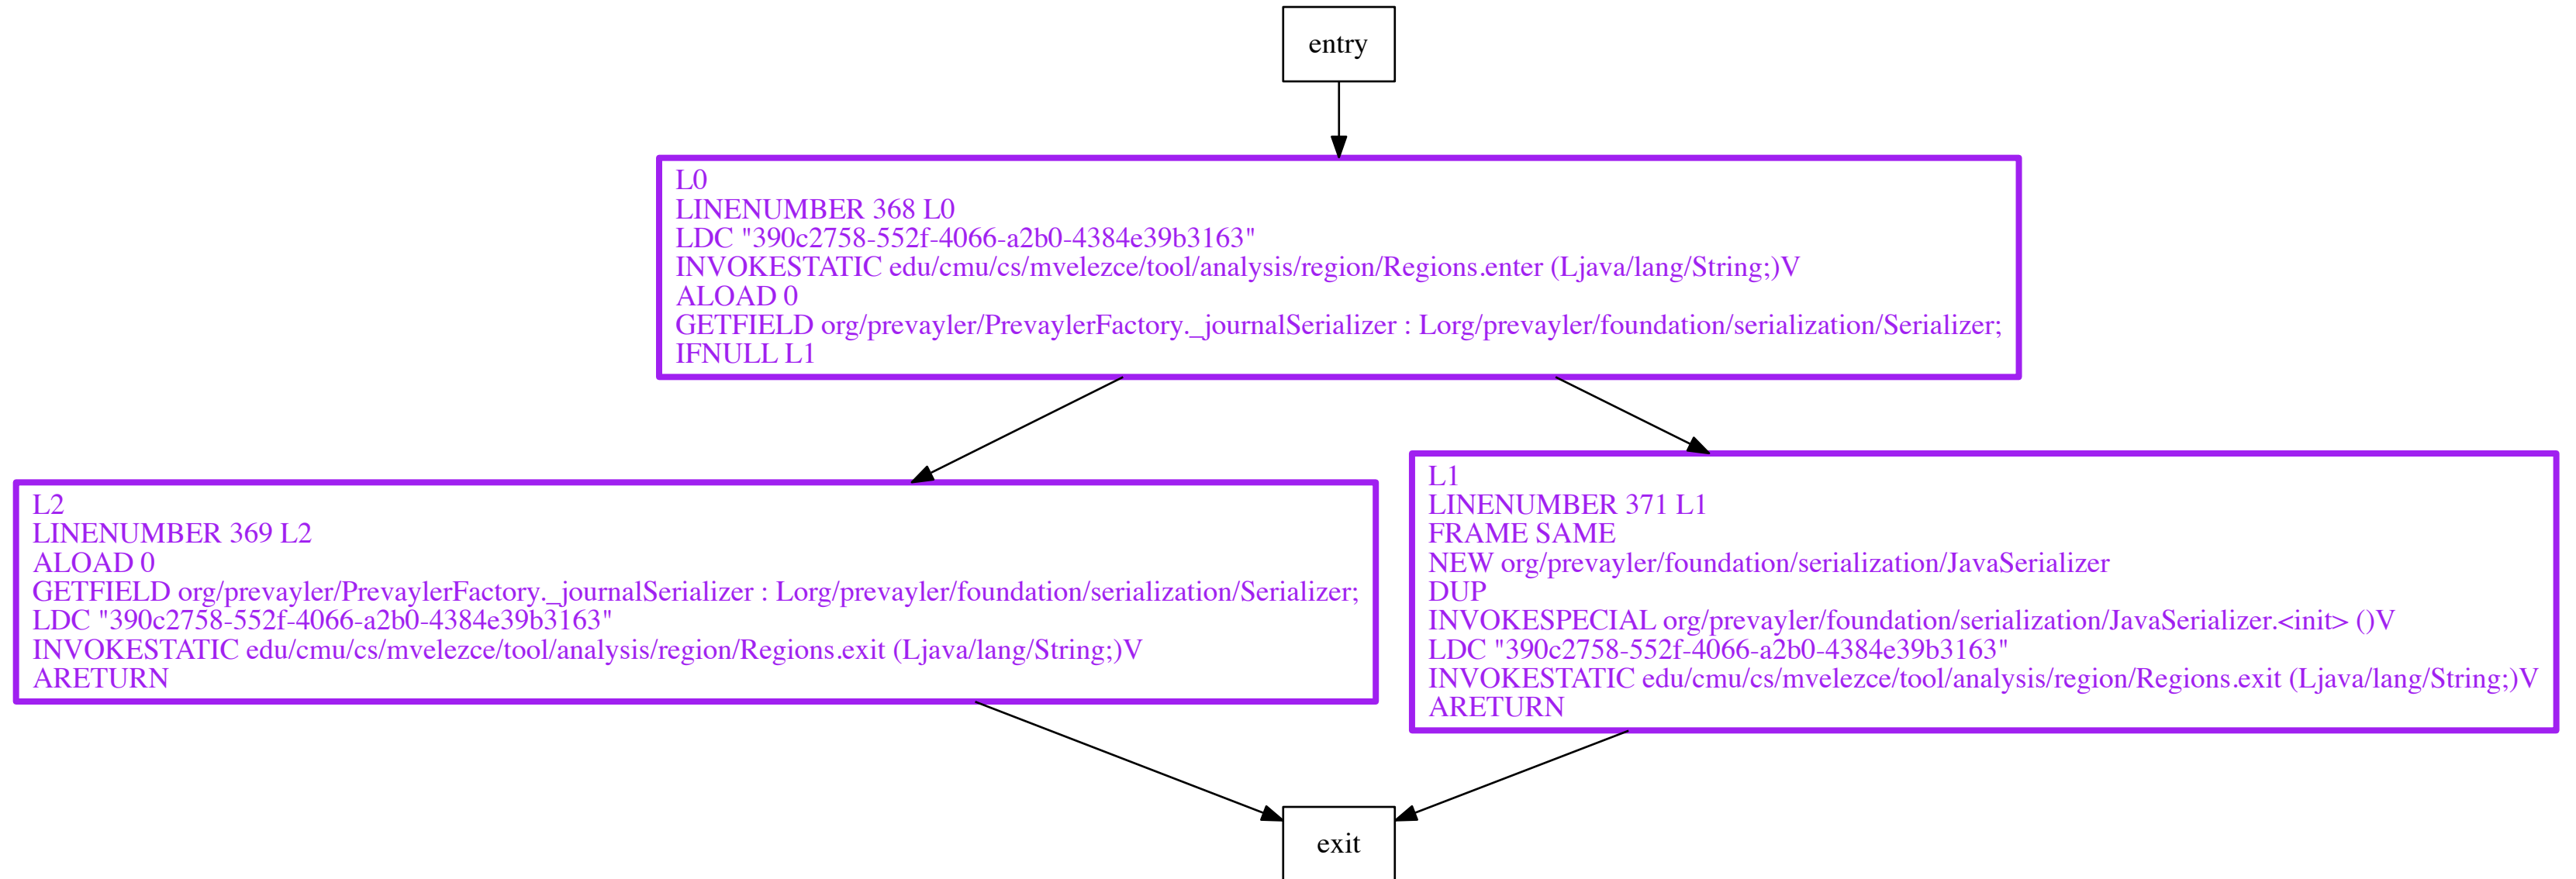 entry
L0
LINENUMBER 368 L0
LDC "390c2758-552f-4066-a2b0-4384e39b3163"
INVOKESTATIC edu/cmu/cs/mvelezce/tool/analysis/region/Regions.enter (Ljava/lang/String;)V
ALOAD 0
GETFIELD org/prevayler/PrevaylerFactory._journalSerializer : Lorg/prevayler/foundation/serialization/Serializer;
IFNULL L1
L2
LINENUMBER 369 L2
ALOAD 0
GETFIELD org/prevayler/PrevaylerFactory._journalSerializer : Lorg/prevayler/foundation/serialization/Serializer;
LDC "390c2758-552f-4066-a2b0-4384e39b3163"
INVOKESTATIC edu/cmu/cs/mvelezce/tool/analysis/region/Regions.exit (Ljava/lang/String;)V
ARETURN
L1
LINENUMBER 371 L1
FRAME SAME
NEW org/prevayler/foundation/serialization/JavaSerializer
DUP
INVOKESPECIAL org/prevayler/foundation/serialization/JavaSerializer.<init> ()V
LDC "390c2758-552f-4066-a2b0-4384e39b3163"
INVOKESTATIC edu/cmu/cs/mvelezce/tool/analysis/region/Regions.exit (Ljava/lang/String;)V
ARETURN
exit